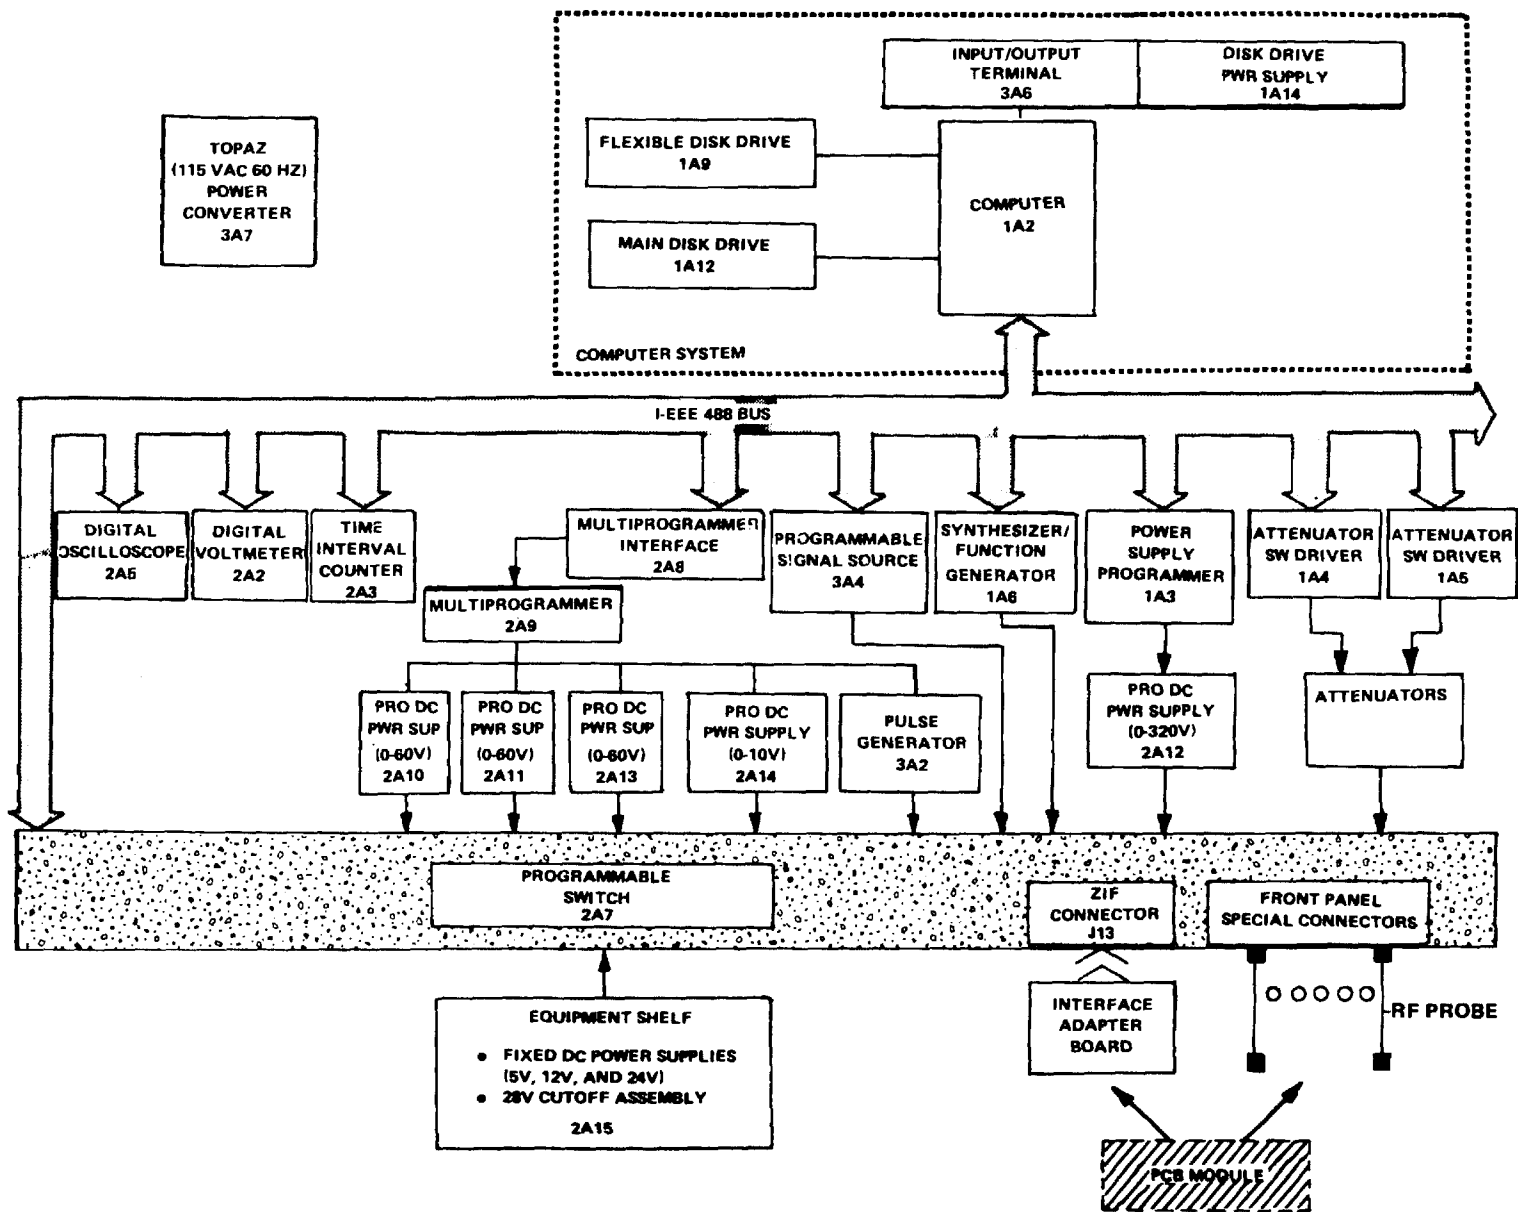 INPUT/OUTPUT
TERMINAL
3A6
DISK DRIVE
PWR SUPPLY
1A14
TOPAZ
(115 VAC 60 HZ)
POWER
CONVERTER
3A7
FLEXIBLE DISK DRIVE
1A9
COMPUTER
1A2
MAIN DISK DRIVE
1A12
COMPUTER SYSTEM
I-EEE 488 BUS
DIGITAL
OSCILLOSCOPE
2A5
DIGITAL
VOLTMETER
2A2
TIME
INTERVAL
COUNTER
2A3
MULTIPROGRAMMER
INTERFACE
2A8
PROGRAMMABLE
SIGNAL SOURCE
3A4
SYNTHESIZER/
FUNCTION
GENERATOR
1A6
POWER
SUPPLY
PROGRAMMER
1A3
ATTENUATOR
SW DRIVER
1A4
ATTENUATOR
SW DRIVER
1A5
MULTIPROGRAMMER
2A9
PRO DC
PWR SUP
(0-60V)
2A10
PRO DC
PWR SUP
(0-60V)
2A11
PRO DC
PWR SUP
(0-60V)
2A13
PRO DC
PWR SUPPLY
(0-10V)
2A14
PULSE
GENERATOR
3A2
PRO DC
PWR SUPPLY
(0-320V)
2A12
ATTENUATORS
PROGRAMMABLE
SWITCH
2A7
ZIF
CONNECTOR
J13
FRONT PANEL
SPECIAL CONNECTORS
EQUIPMENT SHELF
• FIXED DC POWER SUPPLIES
(5V, 12V, AND 24V)
• 28V CUTOFF ASSEMBLY
2A15
INTERFACE
ADAPTER
BOARD
RF PROBE
PCB MODULE